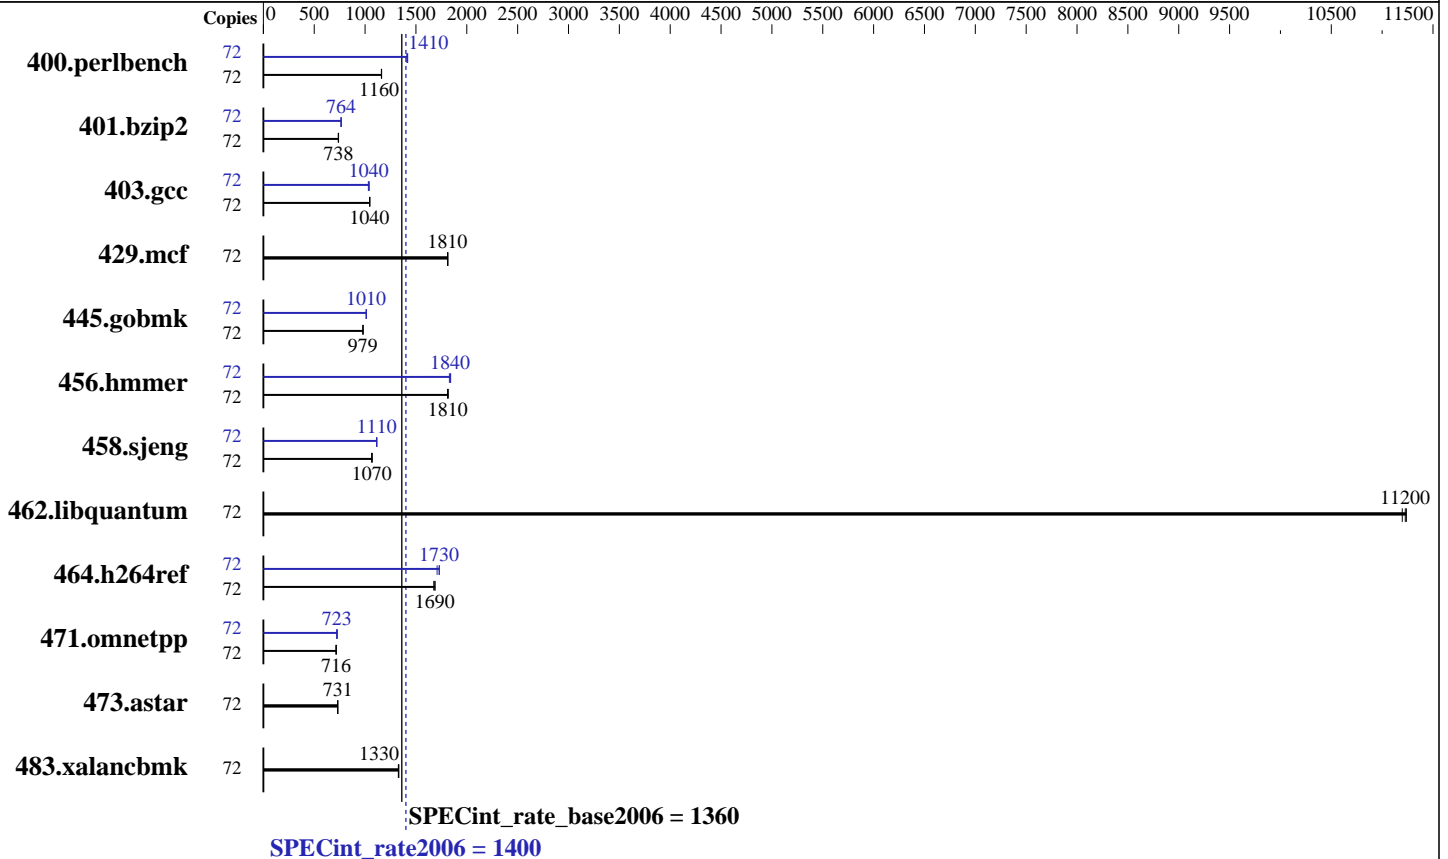 Copies 0 500 1000 1500 2000 2500 3000 3500 4000 4500 5000 5500 6000 6500 7000 7500 8000 8500 9000 9500 10500 11500
72 1410
400.perlbench
72 1160
72 764
401.bzip2
72 738
72 1040
403.gcc
72 1040
429.mcf 72 1810
72 1010
445.gobmk
72 979
72 1840
456.hmmer
72 1810
72 1110
458.sjeng
72 1070
462.libquantum 72 11200
72 1730
464.h264ref
72 1690
72 723
471.omnetpp
72 716
473.astar 72 731
483.xalancbmk 72 1330
SPECint_rate_base2006 = 1360
SPECint_rate2006 = 1400